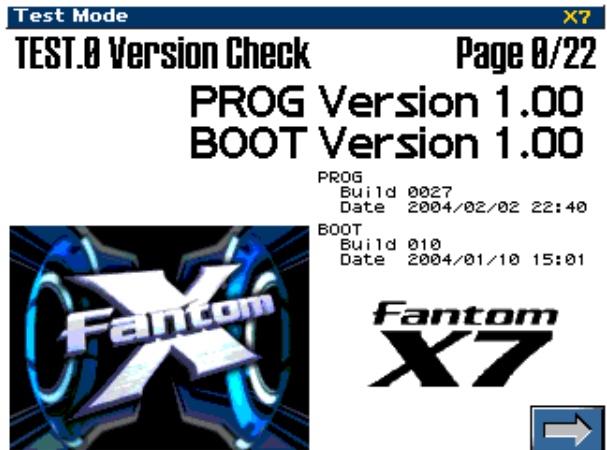 Test Mode X7
TEST.0 Version Check Page 0/22
PROG Version 1.00
BOOT Version 1.00
PROG
Build 0027
Date 2004/02/02 22:40
BOOT
Build 010
Date 2004/01/10 15:01
Fantom X
Fantom
X7